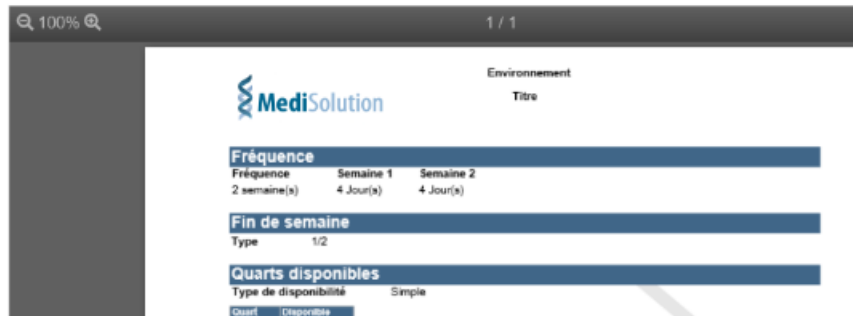 100%
1 / 1
Environnement
MediSolution
Titre
Fréquence
Fréquence Semaine 1 Semaine 2
2 semaine(s) 4 Jour(s) 4 Jour(s)
Fin de semaine
Type 1/2
Quarts disponibles
Type de disponibilité Simple
Quart Disponible